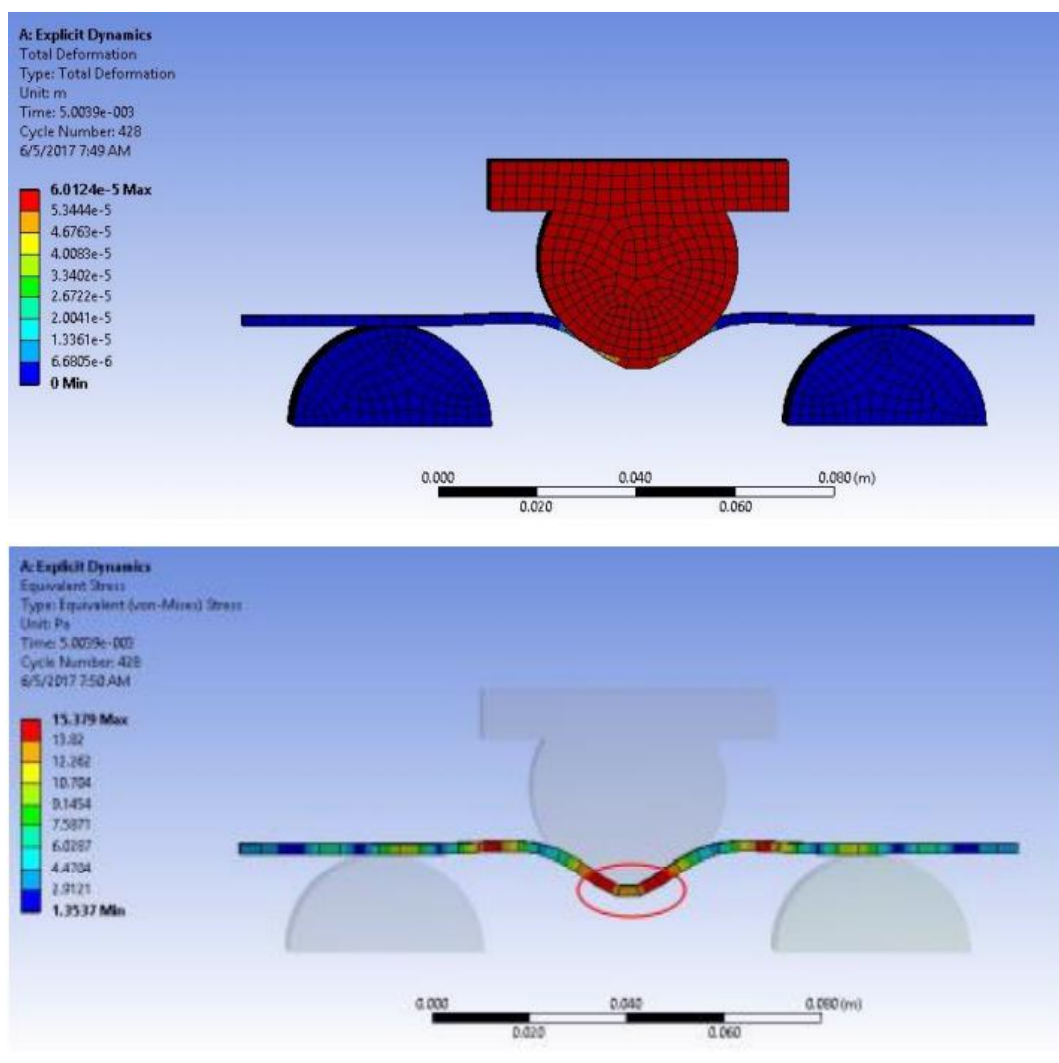 A: Explicit Dynamics
Total Deformation
Type: Total Deformation
Unit: m
Time: 5.0039e-003
Cycle Number: 428
6/5/2017 7:49 AM
6.0124e-5 Max
5.3444e-5
4.6763e-5
4.0083e-5
3.3402e-5
2.6722e-5
2.0041e-5
1.3361e-5
6.6805e-6
0 Min
0.000 0.040 0.080 (m)
0.020 0.060
A: Explicit Dynamics
Equivalent Stress
Type: Equivalent (von-Mises) Stress
Unit: Pa
Time: 5.0039e-003
Cycle Number: 428
6/5/2017 7:50 AM
15.379 Max
13.82
12.262
10.704
9.1454
7.5871
6.0287
4.4704
2.9121
1.3537 Min
0.000 0.040 0.080 (m)
0.020 0.060